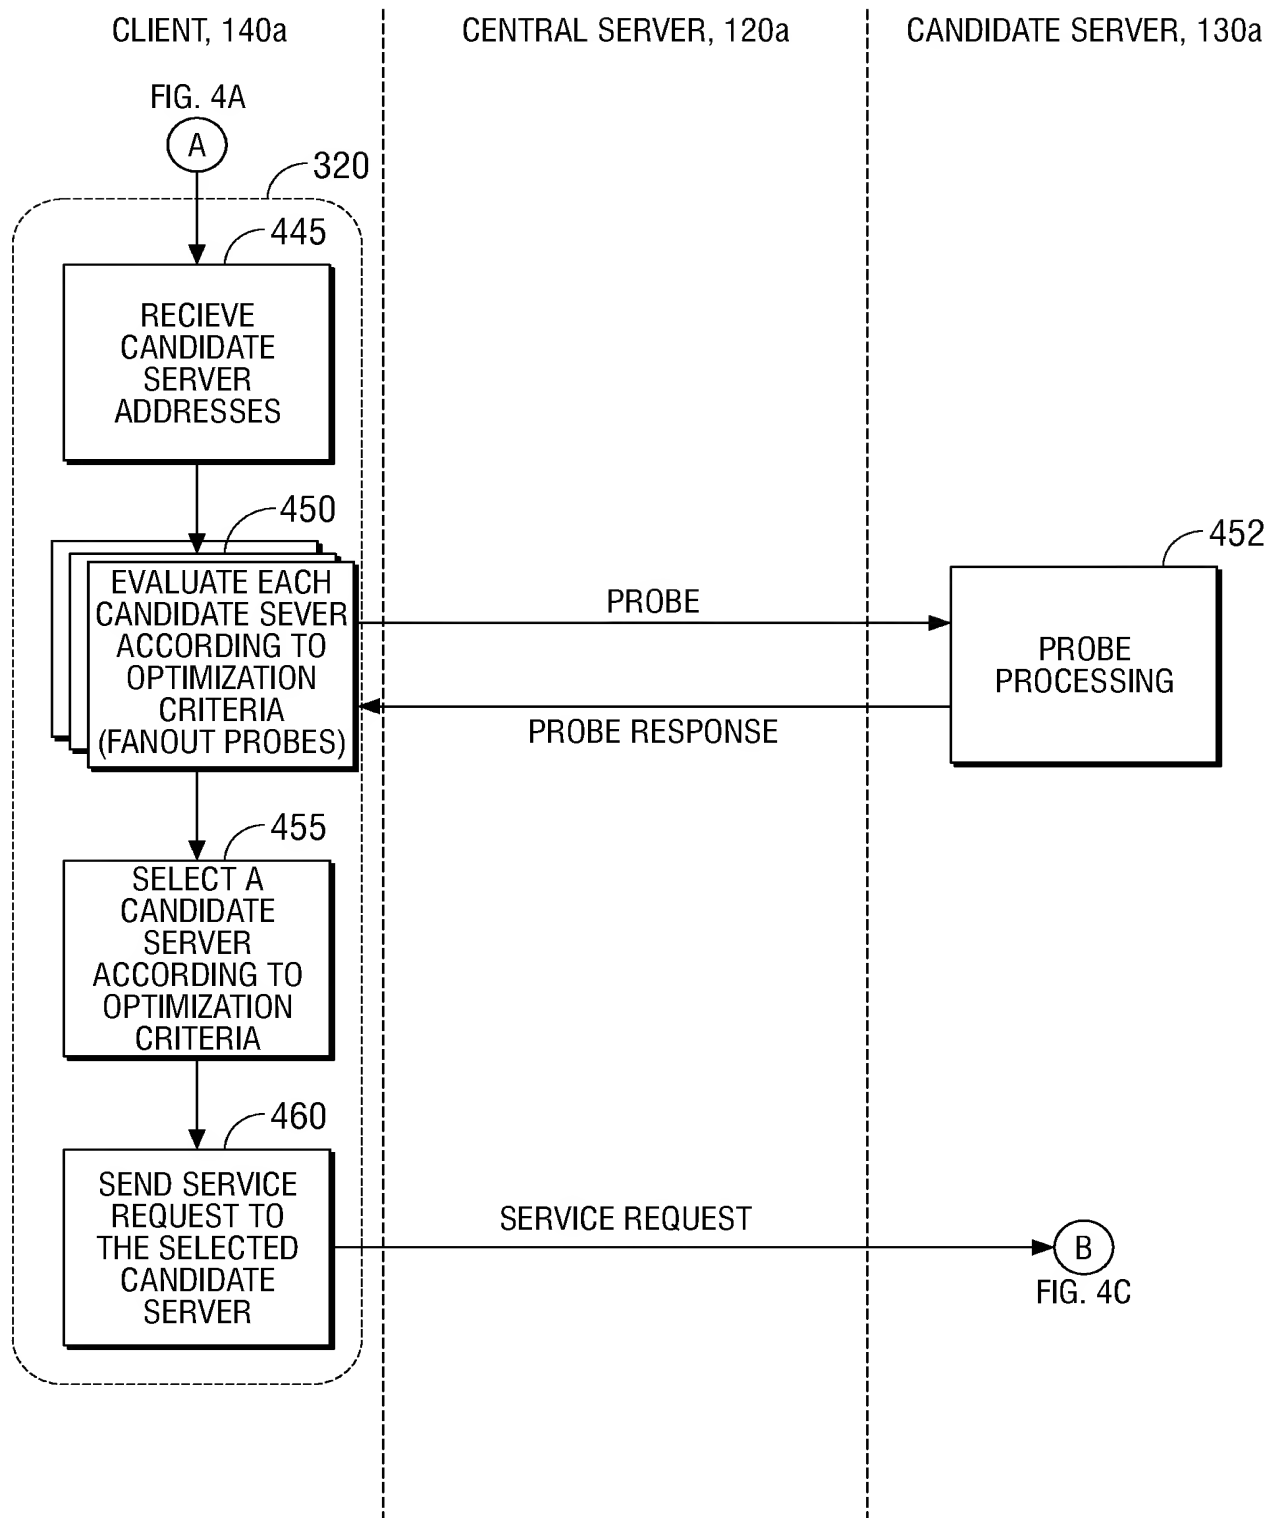 CLIENT, 140a
CENTRAL SERVER, 120a
CANDIDATE SERVER, 130a
FIG. 4A
A
320
445
RECIEVE
CANDIDATE
SERVER
ADDRESSES
450
EVALUATE EACH
CANDIDATE SEVER
ACCORDING TO
OPTIMIZATION
CRITERIA
(FANOUT PROBES)
PROBE
PROBE RESPONSE
452
PROBE
PROCESSING
455
SELECT A
CANDIDATE
SERVER
ACCORDING TO
OPTIMIZATION
CRITERIA
460
SEND SERVICE
REQUEST TO
THE SELECTED
CANDIDATE
SERVER
SERVICE REQUEST
B
FIG. 4C